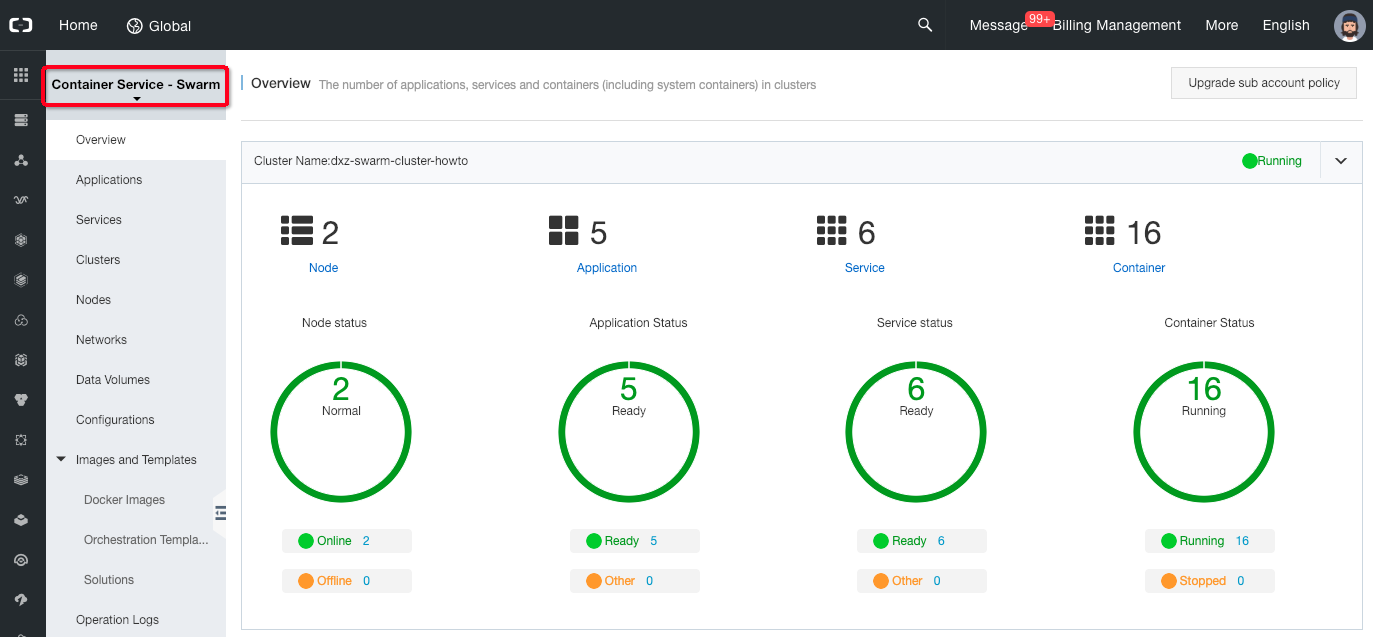 Home
Global
Message
99+
Billing Management
More
English
Container Service - Swarm
Overview
Applications
Services
Clusters
Nodes
Networks
Data Volumes
Configurations
Images and Templates
Docker Images
Orchestration Templa...
Solutions
Operation Logs
Overview The number of applications, services and containers (including system containers) in clusters
Upgrade sub account policy
Cluster Name:dxz-swarm-cluster-howto
Running
2
Node
5
Application
6
Service
16
Container
Node status
2
Normal
Online 2
Offline 0
Application Status
5
Ready
Ready 5
Other 0
Service status
6
Ready
Ready 6
Other 0
Container Status
16
Running
Running 16
Stopped 0